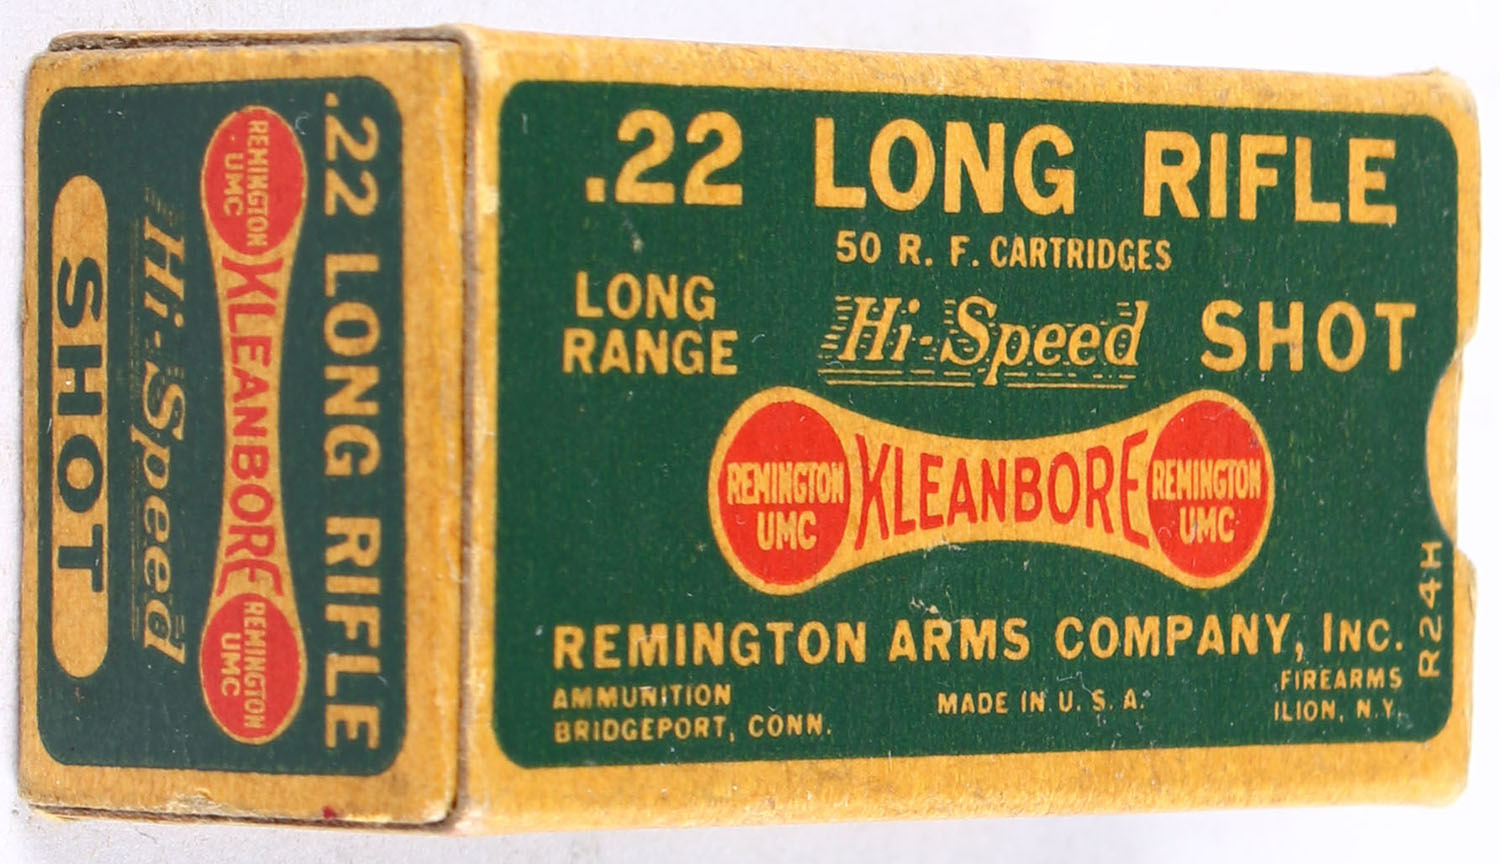 .22 LONG RIFLE
50 R. F. CARTRIDGES
LONG RANGE
Hi-Speed
SHOT
REMINGTON UMC
KLEANBORE
REMINGTON UMC
REMINGTON ARMS COMPANY, INC.
AMMUNITION
BRIDGEPORT, CONN.
MADE IN U. S. A.
FIREARMS
ILION, N.Y.
R24H
.22 LONG RIFLE
REMINGTON UMC
KLEANBORE
REMINGTON UMC
Hi-Speed
SHOT